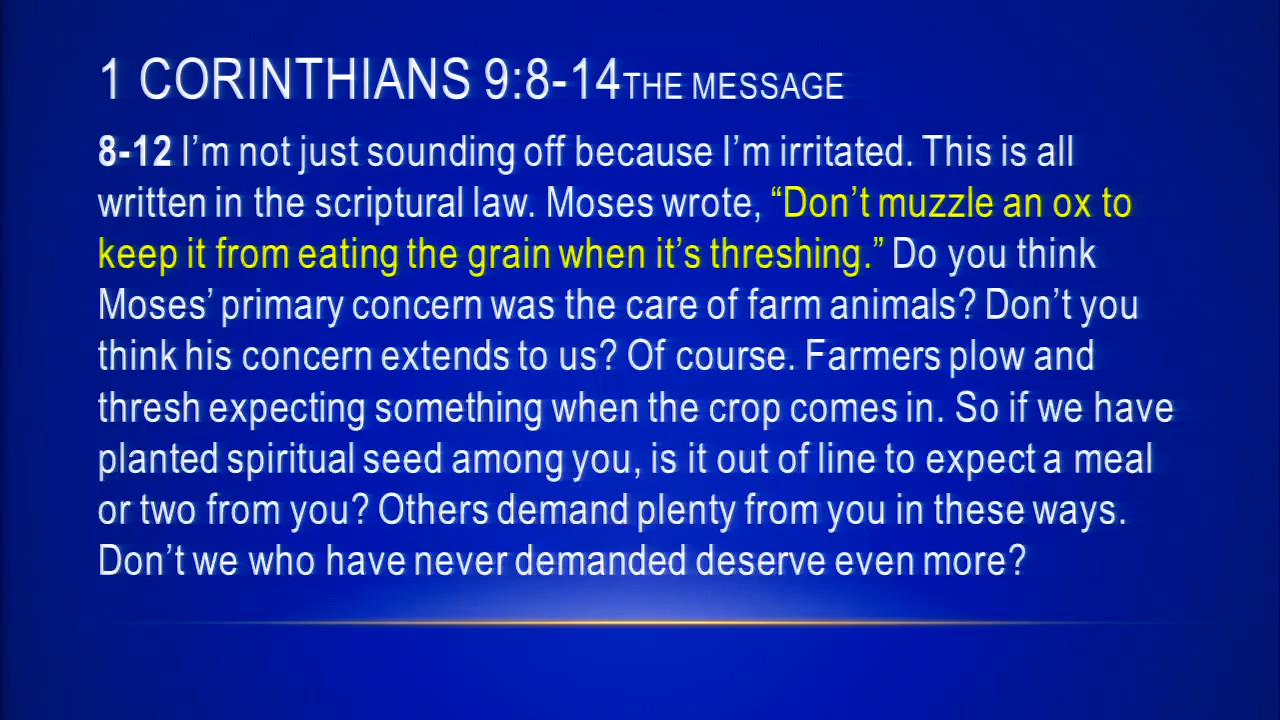 1 CORINTHIANS 9:8-14THE MESSAGE
8-12 I’m not just sounding off because I’m irritated. This is all
written in the scriptural law. Moses wrote, “Don’t muzzle an ox to
keep it from eating the grain when it’s threshing.” Do you think
Moses’ primary concern was the care of farm animals? Don’t you
think his concern extends to us? Of course. Farmers plow and
thresh expecting something when the crop comes in. So if we have
planted spiritual seed among you, is it out of line to expect a meal
or two from you? Others demand plenty from you in these ways.
Don’t we who have never demanded deserve even more?